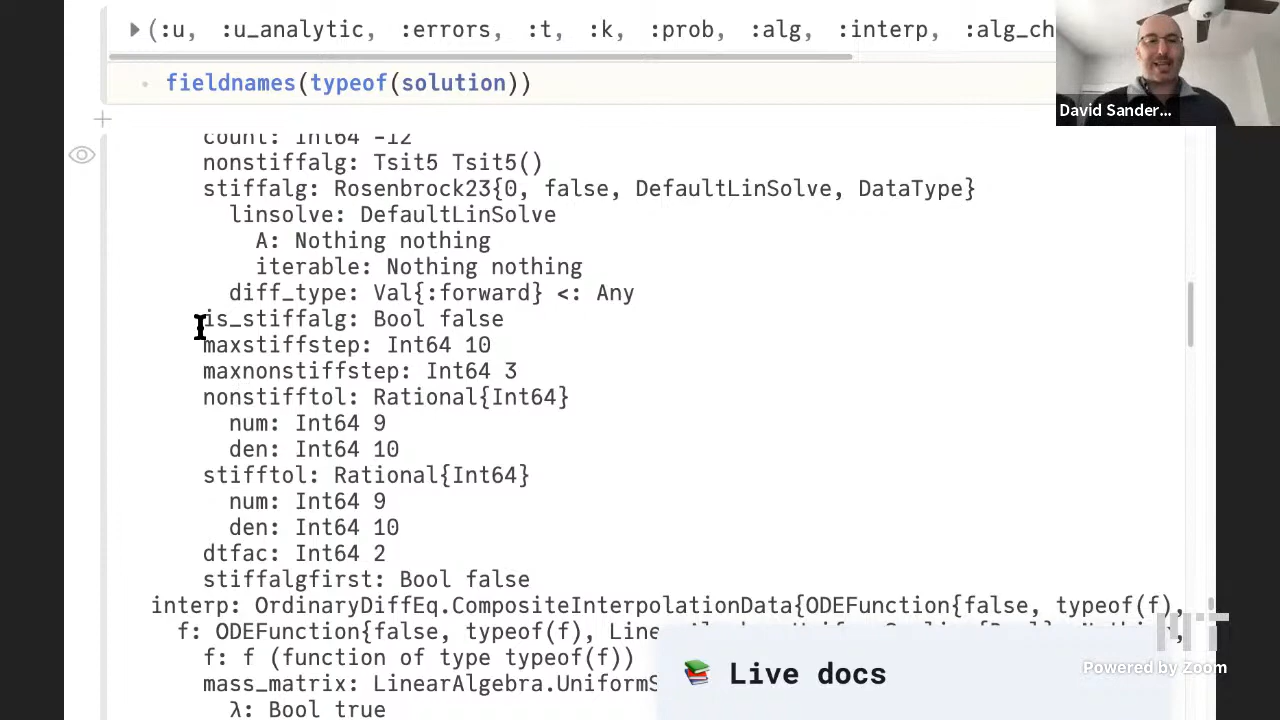 (:u, :u_analytic, :errors, :t, :k, :prob, :alg, :interp, :alg_ch
fieldnames(typeof(solution))
David Sander...
count: Int64 -12
nonstiffalg: Tsit5 Tsit5()
stiffalg: Rosenbrock23{0, false, DefaultLinSolve, DataType}
linsolve: DefaultLinSolve
A: Nothing nothing
iterable: Nothing nothing
diff_type: Val{:forward} <: Any
is_stiffalg: Bool false
maxstiffstep: Int64 10
maxnonstiffstep: Int64 3
nonstifftol: Rational{Int64}
num: Int64 9
den: Int64 10
stifftol: Rational{Int64}
num: Int64 9
den: Int64 10
dtfac: Int64 2
stiffalgfirst: Bool false
interp: OrdinaryDiffEq.CompositeInterpolationData{ODEFunction{false, typeof(f),
f: ODEFunction{false, typeof(f), Line
f: f (function of type typeof(f))
mass_matrix: LinearAlgebra.UniformS
λ: Bool true
📚 Live docs
Powered by Zoom